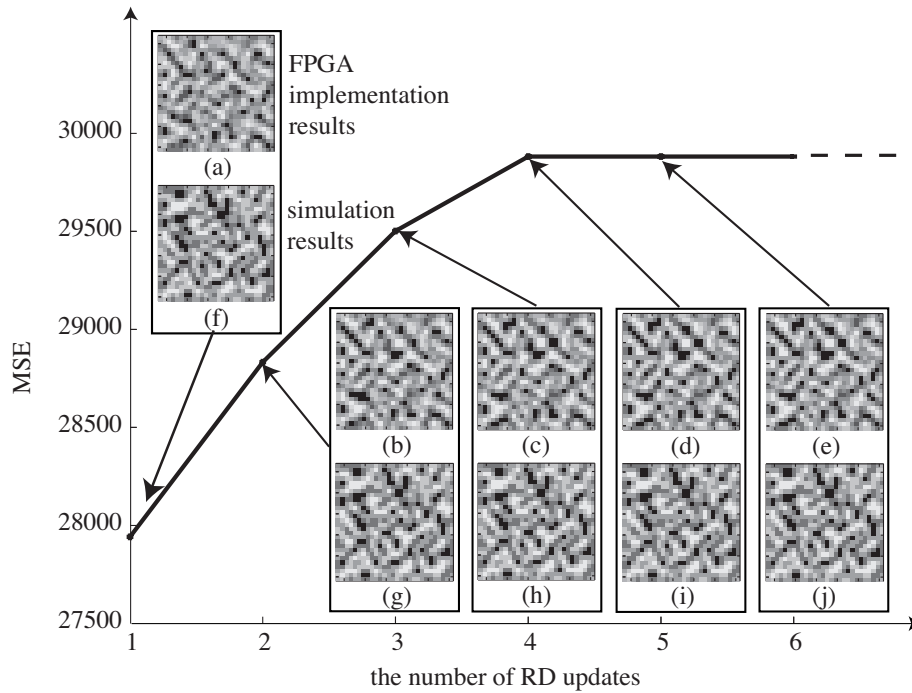 FPGA
implementation
results
(a)
simulation
results
(f)
30000
29500
29000
28500
28000
27500
MSE
(b)
(c)
(d)
(e)
(g)
(h)
(i)
(j)
1
2
3
4
5
6
the number of RD updates